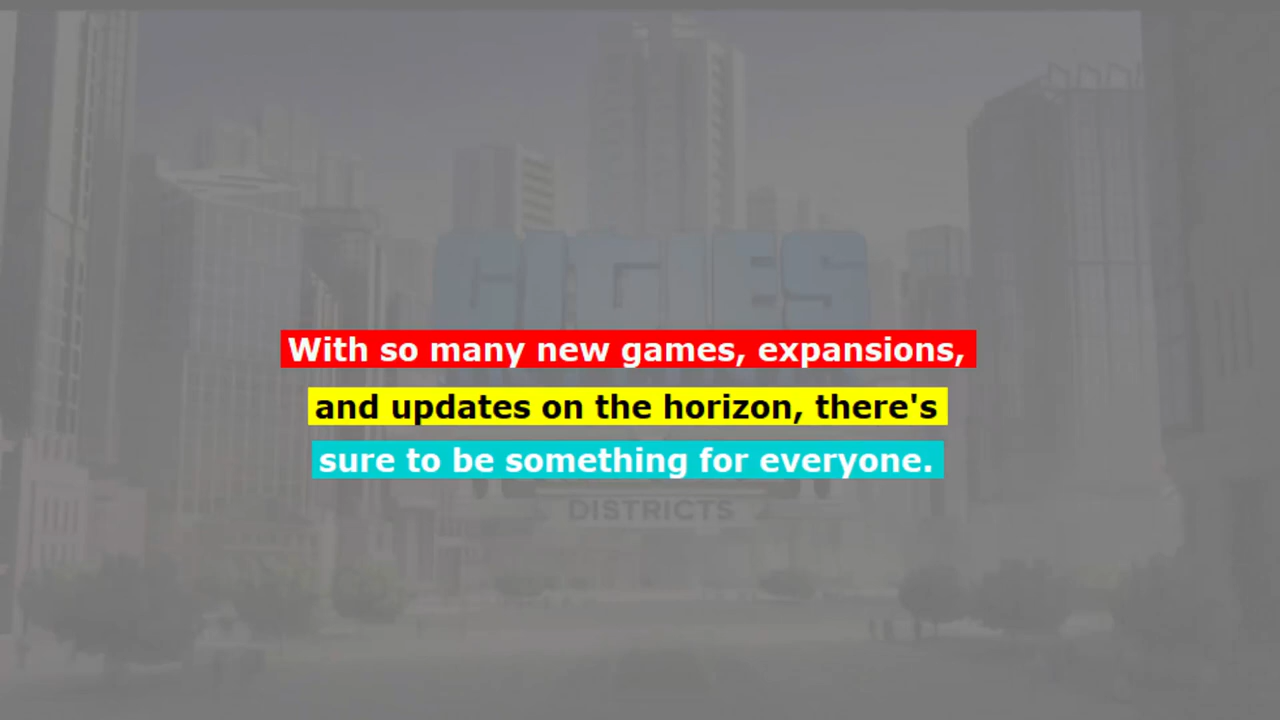 CITIES
With so many new games, expansions,
and updates on the horizon, there's
sure to be something for everyone.
DISTRICTS